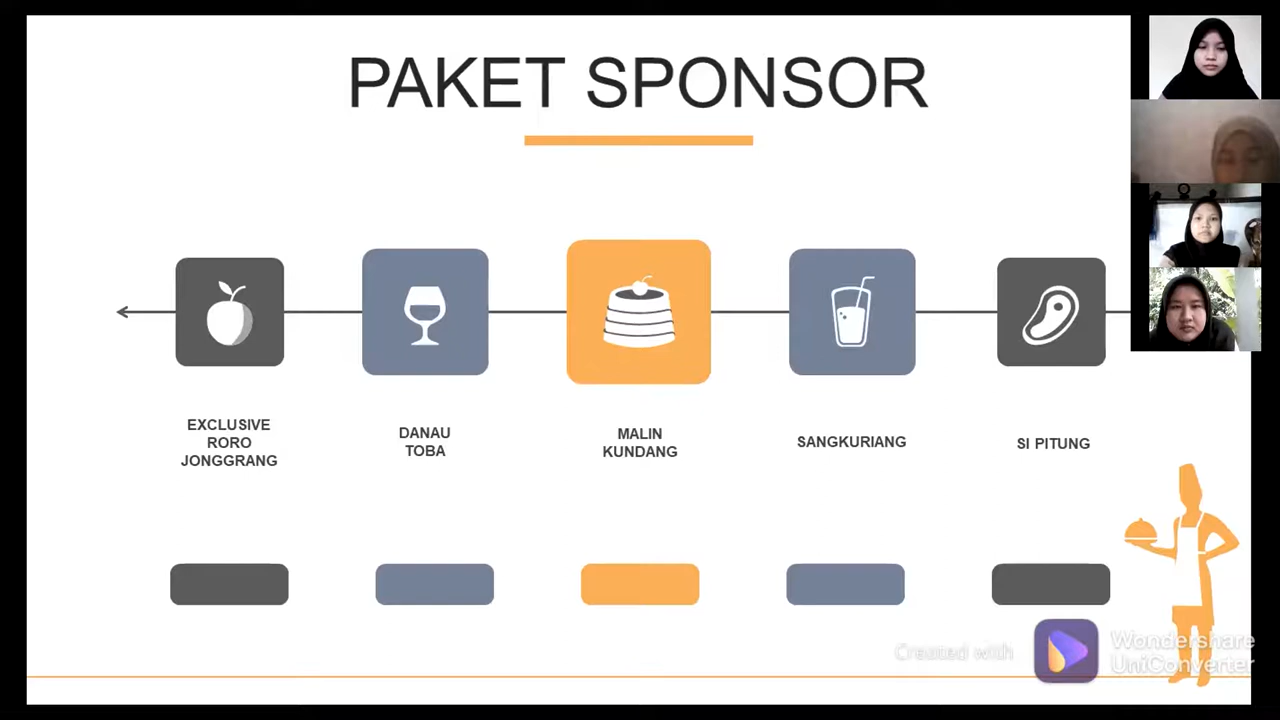 PAKET SPONSOR
EXCLUSIVE
RORO
JONGGRANG
DANAU
TOBA
MALIN
KUNDANG
SANGKURIANG
SI PITUNG
Created with
Wondershare
UniConverter